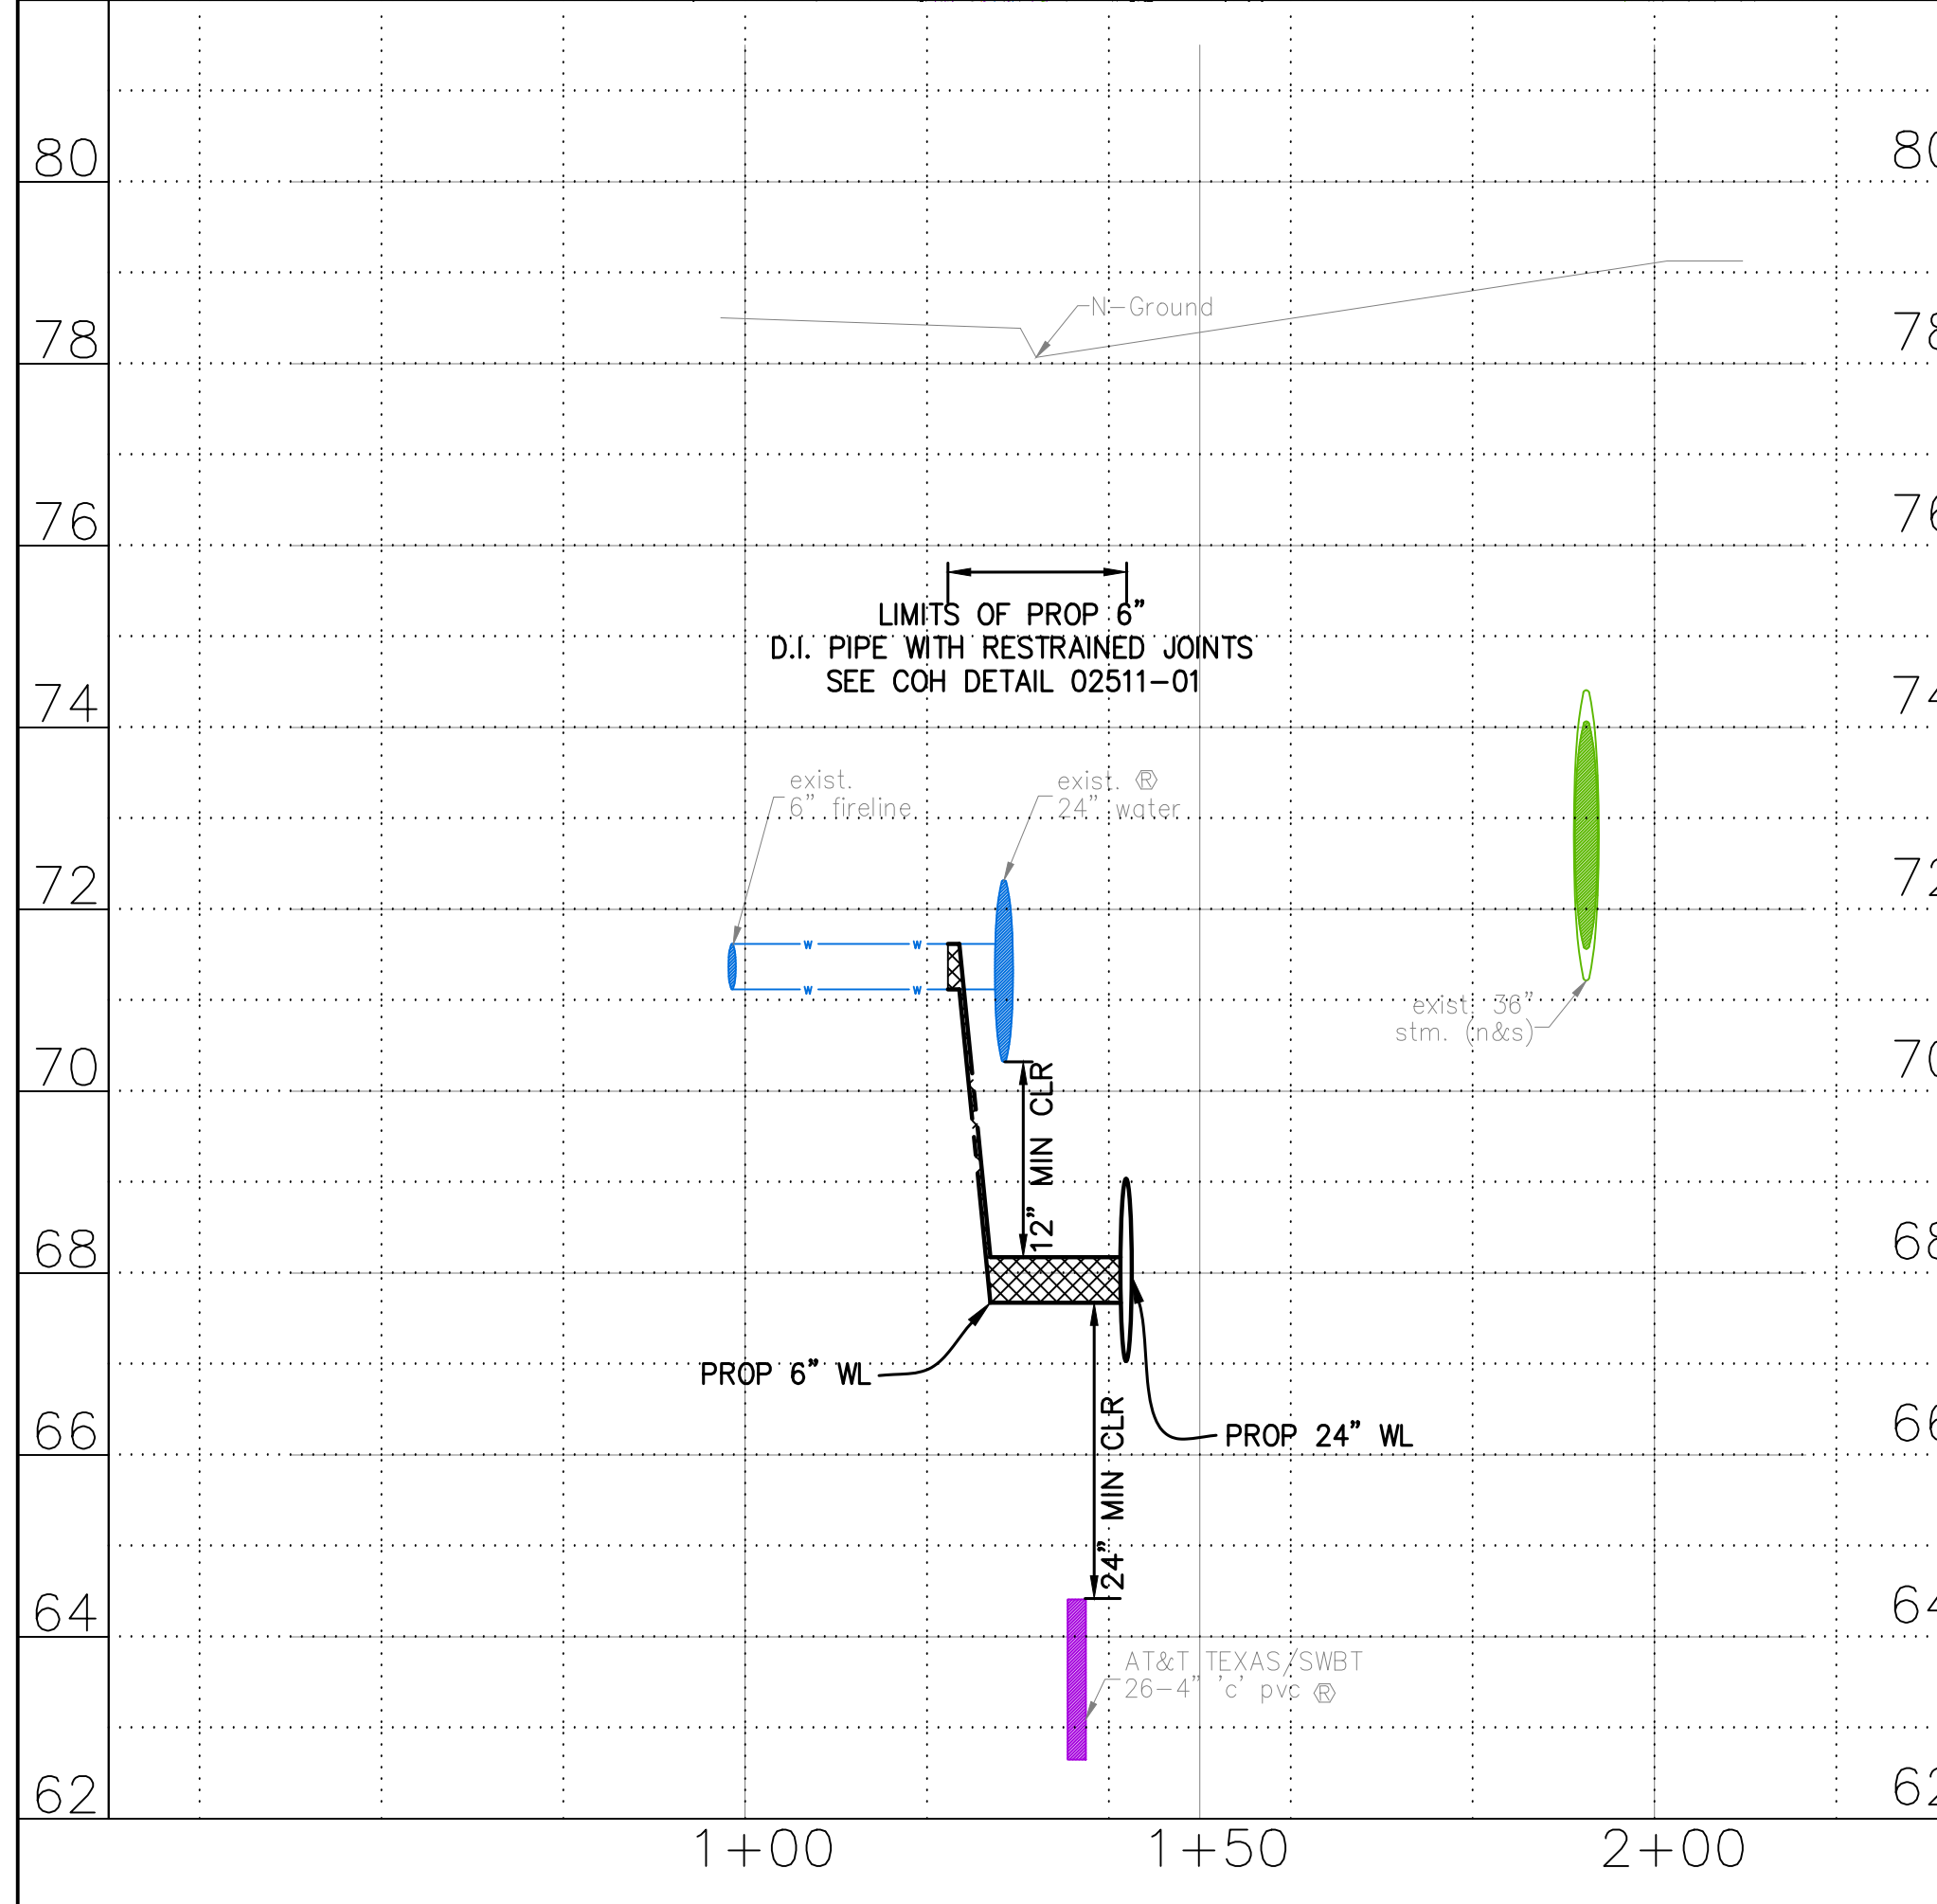 80
80
N-Ground
78
78
76
76
LIMITS OF PROP 6"
D.I. PIPE WITH RESTRAINED JOINTS
SEE COH DETAIL 02511-01
74
74
exist.
6" fireline
exist. Ⓡ
24" water
72
72
w w
w w
exist. 36"
stm. (n&s)
70
70
12" MIN CLR
68
68
PROP 6" WL
24" MIN CLR
PROP 24" WL
66
66
64
64
AT&T TEXAS/SWBT
26-4" 'c' pvc Ⓡ
62
62
1+00 1+50 2+00